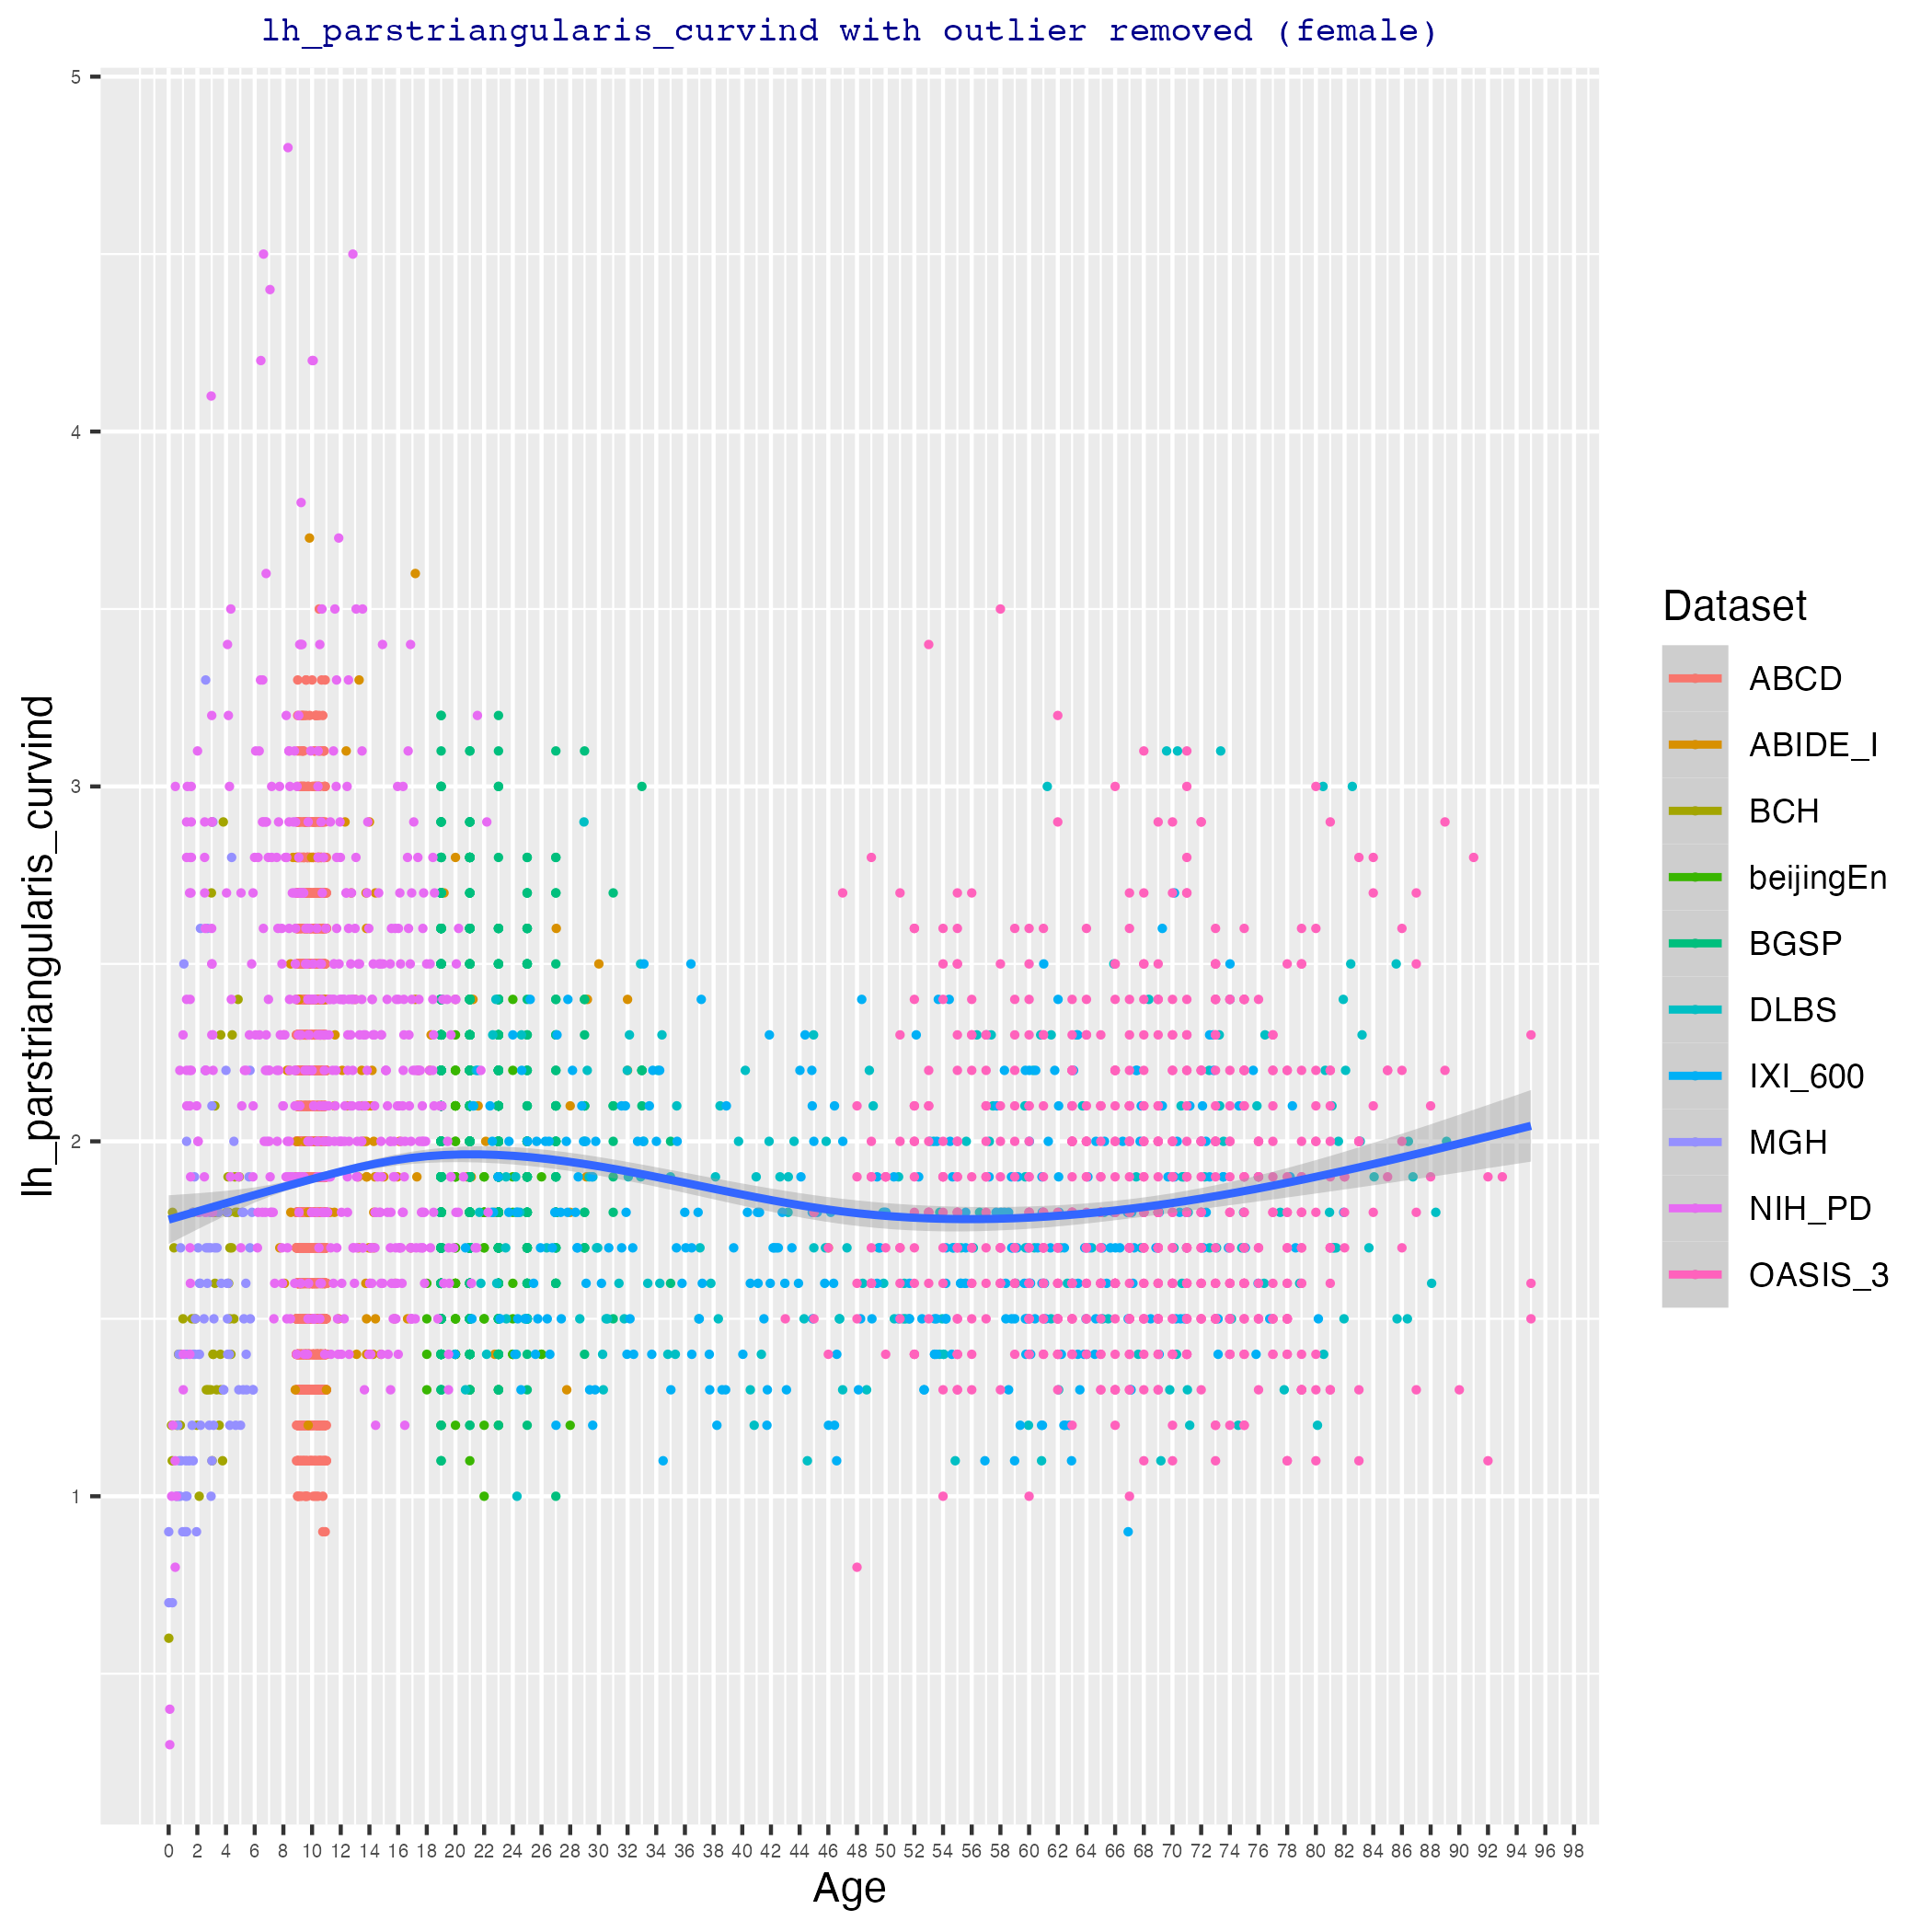 lh_parstriangularis_curvind with outlier removed (female)
5
4
3
2
1
lh_parstriangularis_curvind
0 2 4 6 8 10 12 14 16 18 20 22 24 26 28 30 32 34 36 38 40 42 44 46 48 50 52 54 56 58 60 62 64 66 68 70 72 74 76 78 80 82 84 86 88 90 92 94 96 98
Age
Dataset
ABCD
ABIDE_I
BCH
beijingEn
BGSP
DLBS
IXI_600
MGH
NIH_PD
OASIS_3